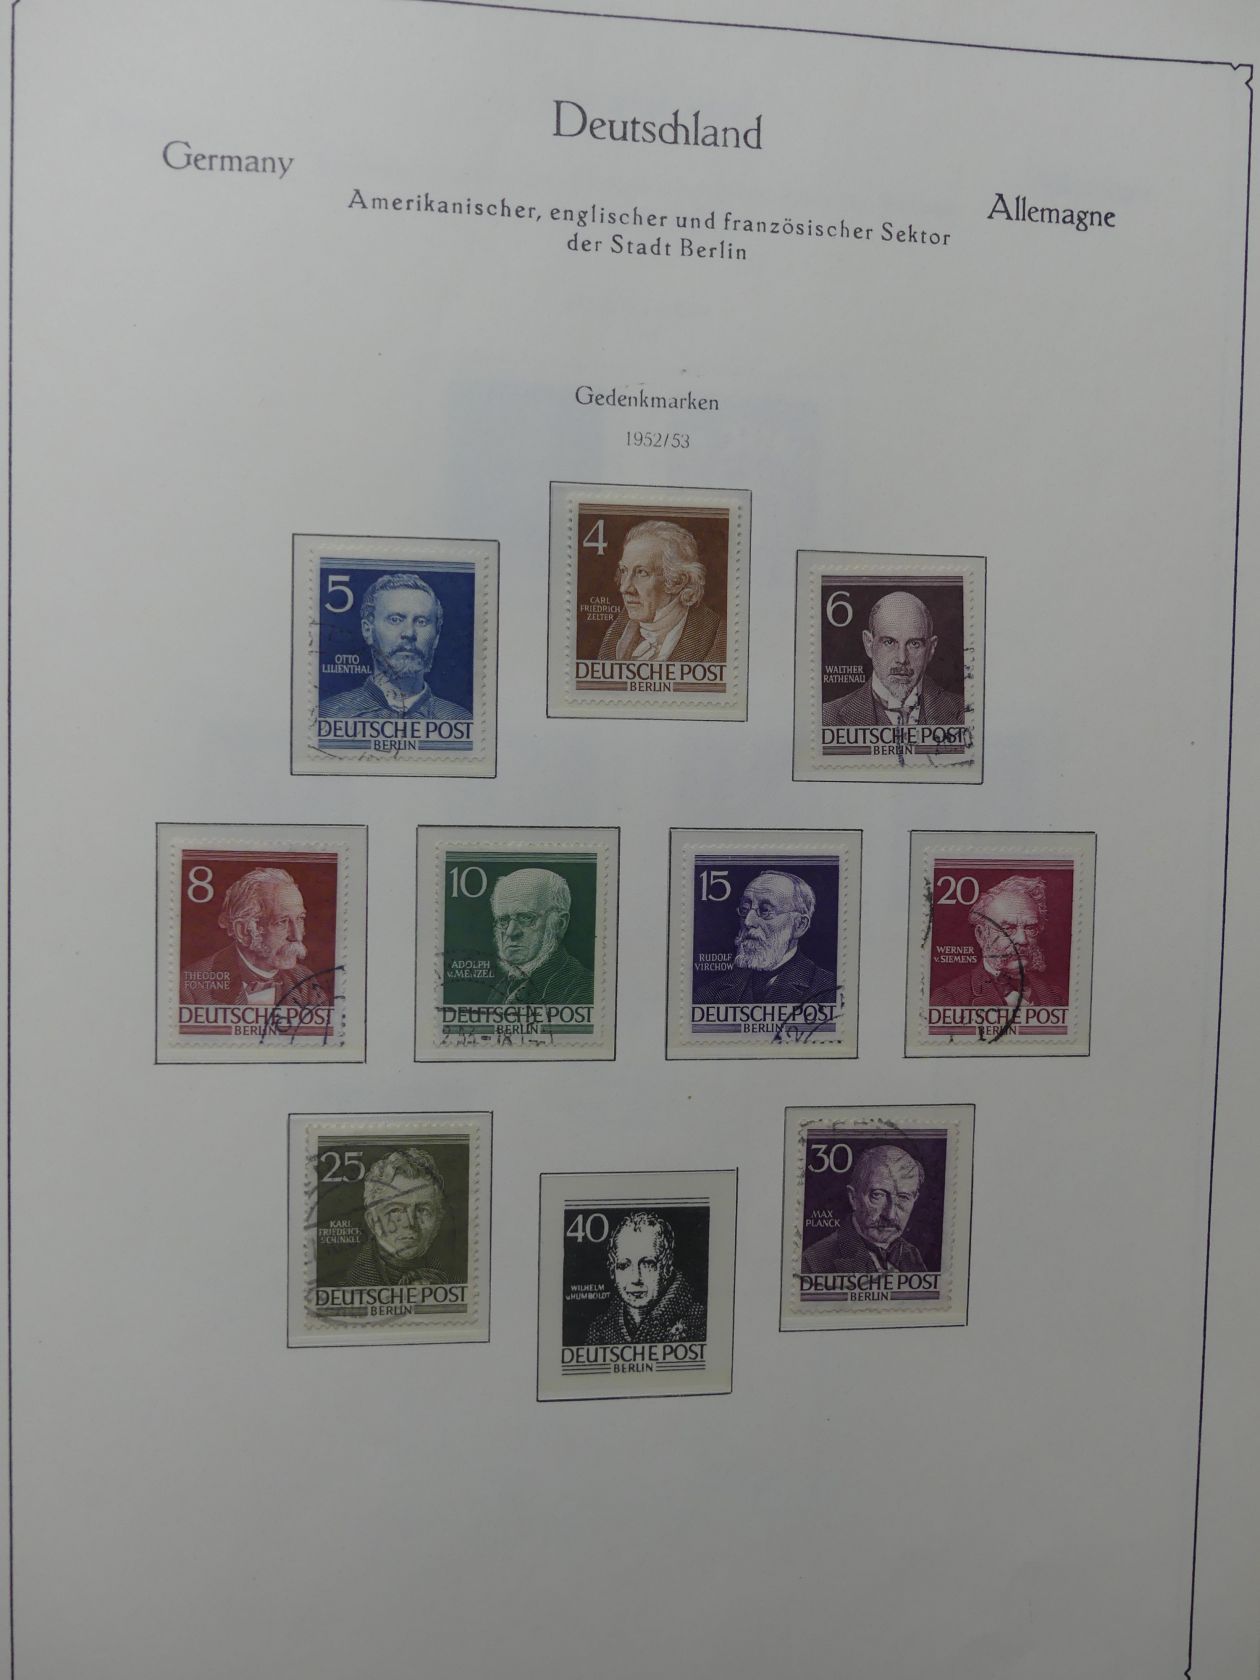 Deutschland
Germany
Allemagne
Amerikanischer, englischer und französischer Sektor
der Stadt Berlin
Gedenkmarken
1952/53
5
OTTO
LILIENTHAL
DEUTSCHE POST
BERLIN
4
CARL
FRIEDRICH
ZELTER
DEUTSCHE POST
BERLIN
6
WALTHER
RATHENAU
DEUTSCHE POST
BERLIN
8
THEODOR
FONTANE
DEUTSCHE POST
BERLIN
10
ADOLPH
v. MENZEL
DEUTSCHE POST
BERLIN
15
RUDOLF
VIRCHOW
DEUTSCHE POST
BERLIN
20
WERNER
v. SIEMENS
DEUTSCHE POST
BERLIN
25
KARL
FRIEDRICH
SCHINKEL
DEUTSCHE POST
BERLIN
40
WILHELM
v. HUMBOLDT
DEUTSCHE POST
BERLIN
30
MAX
PLANCK
DEUTSCHE POST
BERLIN